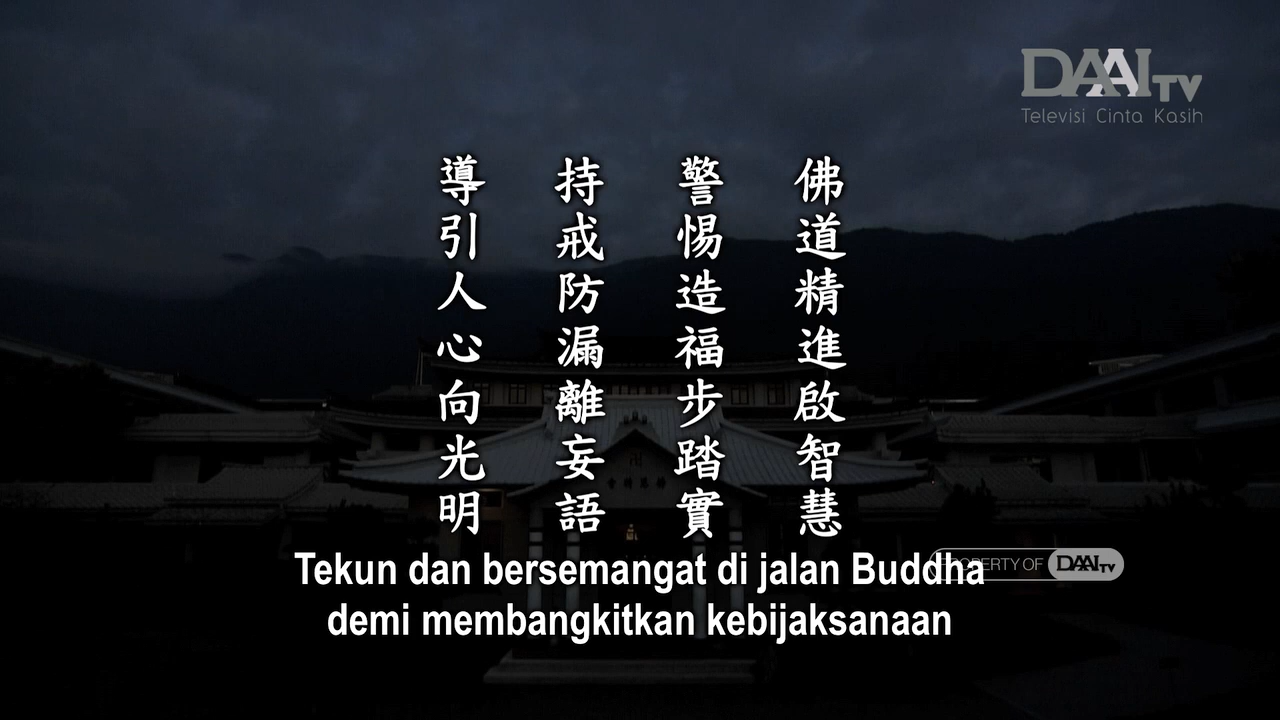 DAAI TV
Televisi Cinta Kasih
佛道精進啟智慧
警惕造福步踏實
持戒防漏離妄語
導引人心向光明
Tekun dan bersemangat di jalan Buddha
demi membangkitkan kebijaksanaan
PROPERTY OF DAAI TV